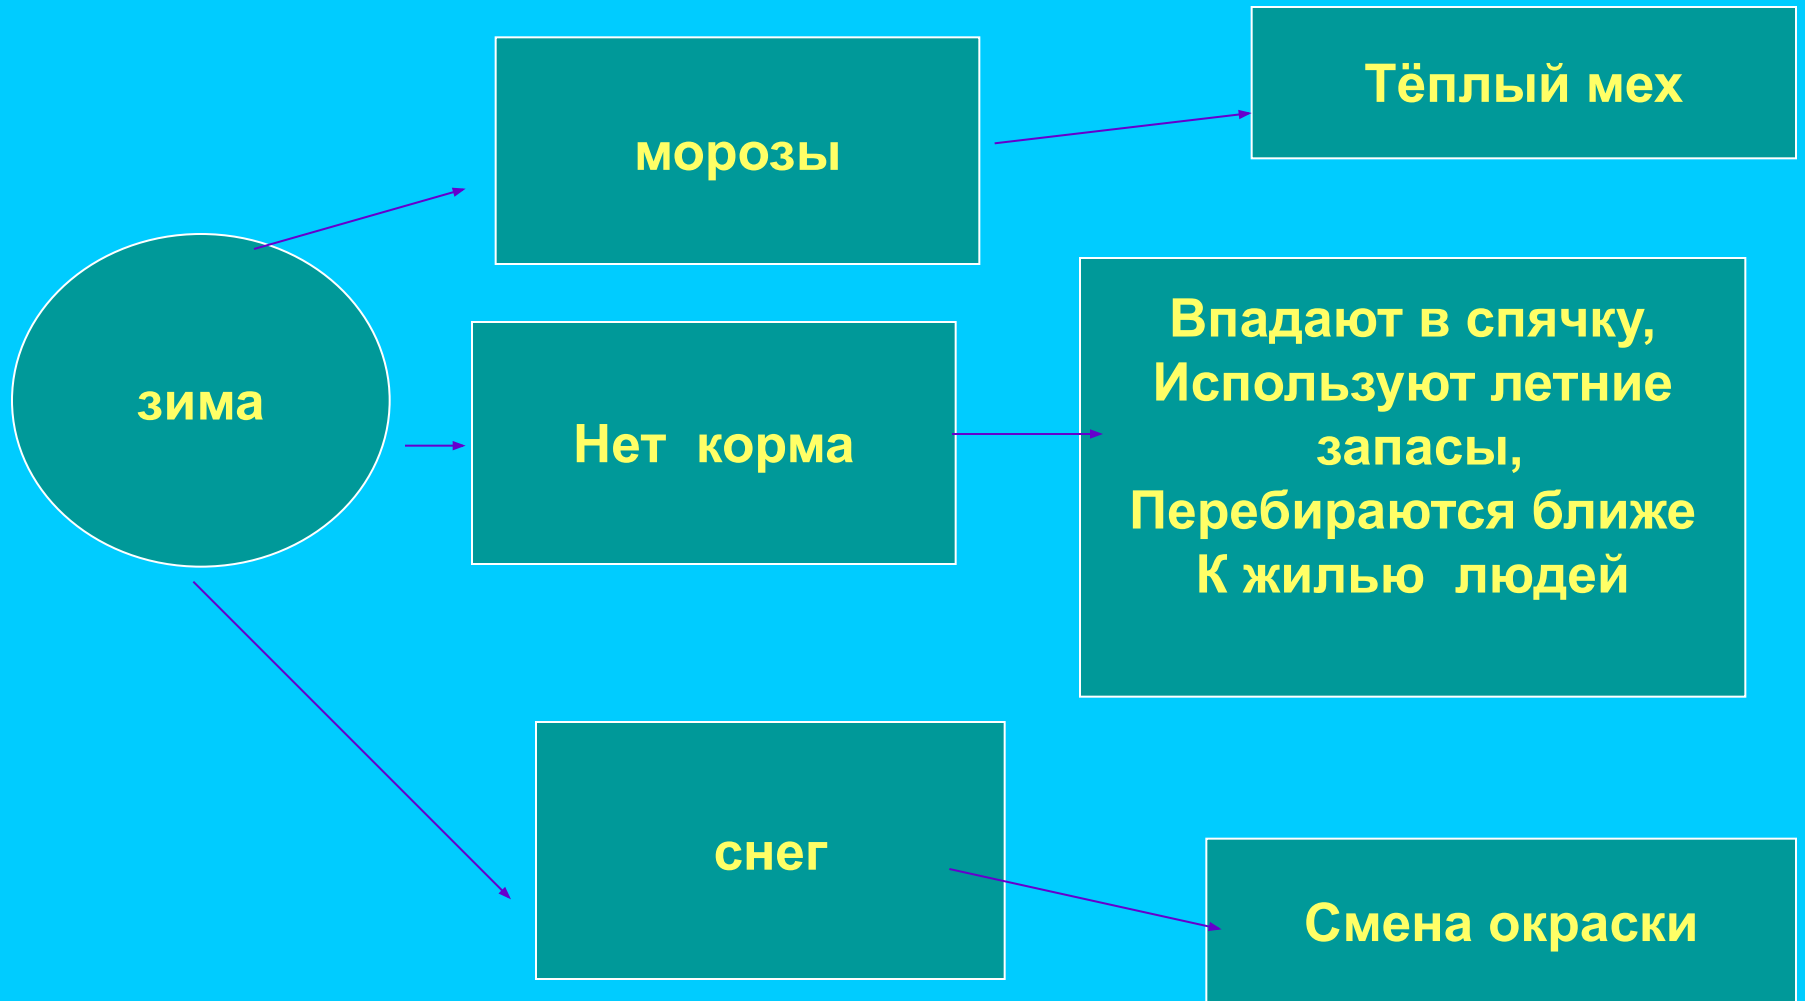 зима
морозы
Тёплый мех
Нет корма
Впадают в спячку,
Используют летние
запасы,
Перебираются ближе
К жилью людей
снег
Смена окраски